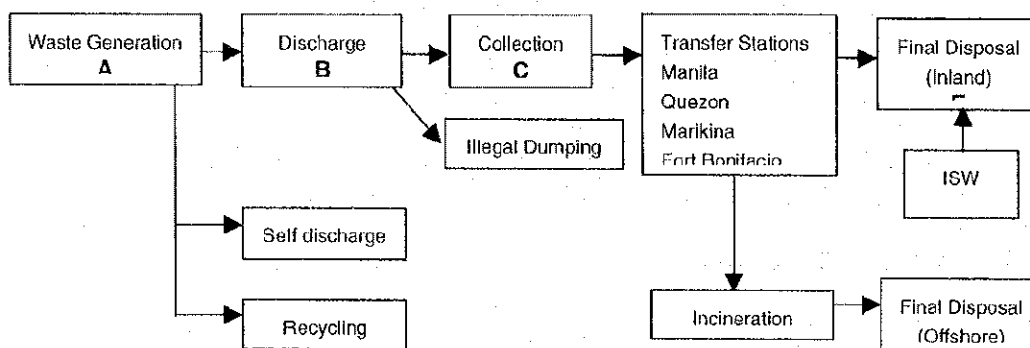 Waste Generation
A
Discharge
B
Collection
C
Transfer Stations
Manila
Quezon
Marikina
Fort Bonifacio
Final Disposal
(Inland)
Illegal Dumping
ISW
Self discharge
Recycling
Incineration
Final Disposal
(Offshore)